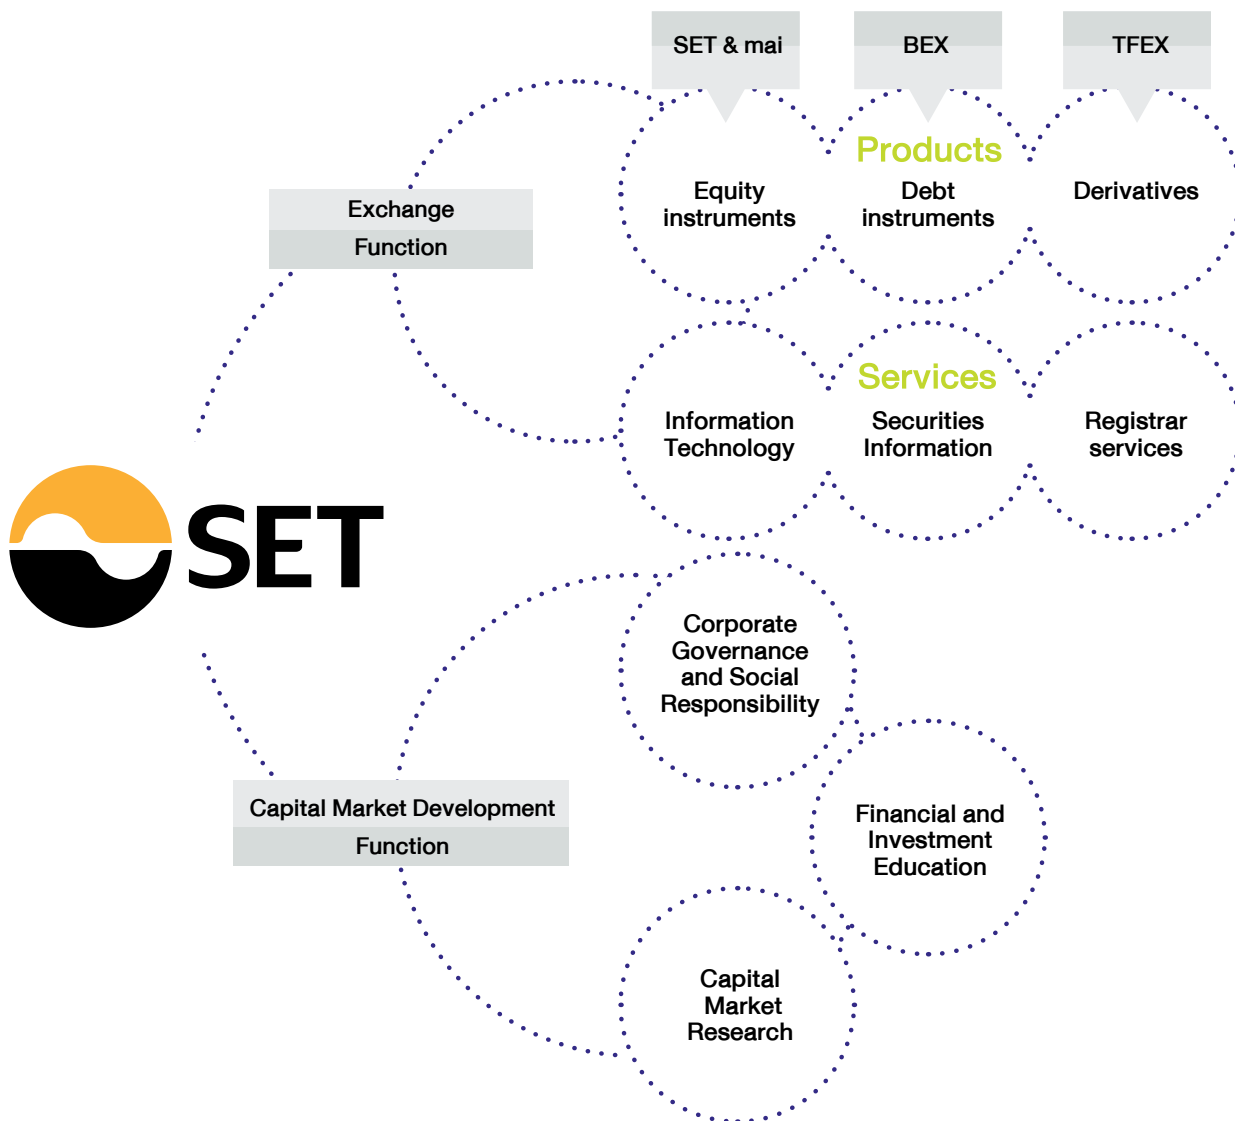 SET & mai
BEX
TFEX
Products
Equity
instruments
Debt
instruments
Derivatives
Exchange
Function
Services
Information
Technology
Securities
Information
Registrar
services
SET
Corporate
Governance
and Social
Responsibility
Capital Market Development
Function
Financial and
Investment
Education
Capital
Market
Research